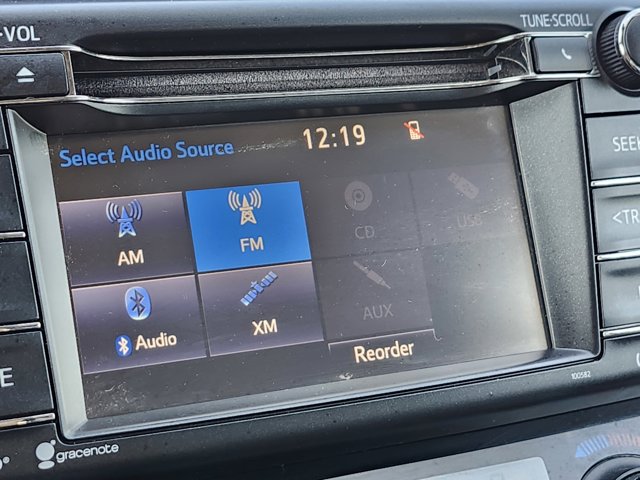 -VOL
TUNE·SCROLL
12:19
Select Audio Source
SEEK
AM
FM
CD
USB
<TR
Audio
XM
AUX
Reorder
100582
E
gracenote